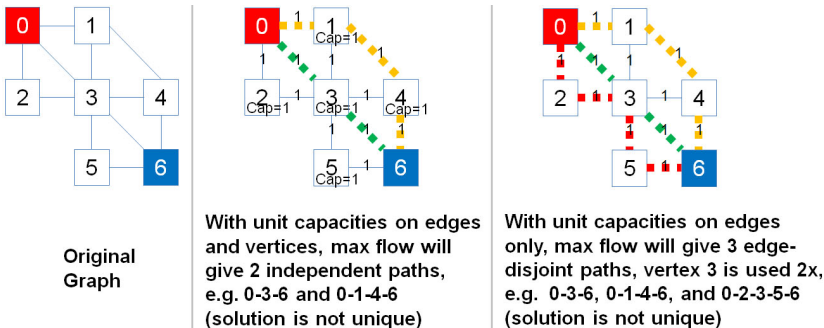 0 1
2 3 4
5 6
Original
Graph
0 1 1
Cap=1
1 1 1 1
2 1 3 1 4
Cap=1 Cap=1 Cap=1
1 1 1
5 1 6
Cap=1
With unit capacities on edges
and vertices, max flow will
give 2 independent paths,
e.g. 0-3-6 and 0-1-4-6
(solution is not unique)
0 1 1
1 1 1 1
2 1 3 1 4
1 1 1
5 1 6
With unit capacities on edges
only, max flow will give 3 edge-
disjoint paths, vertex 3 is used 2x,
e.g. 0-3-6, 0-1-4-6, and 0-2-3-5-6
(solution is not unique)